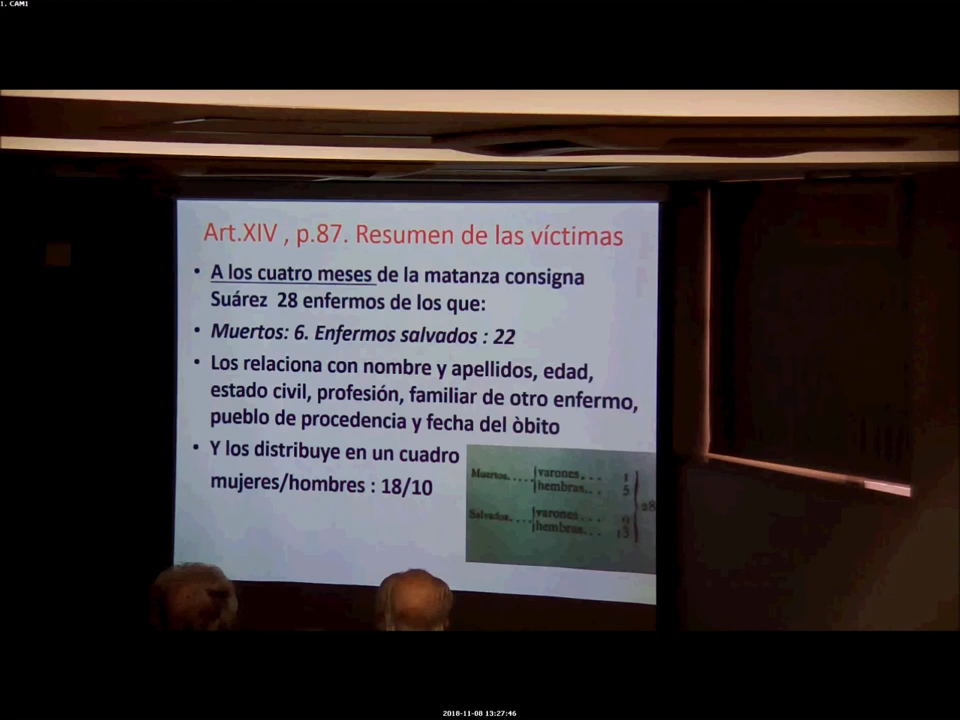 1. CAM1
Art.XIV , p.87. Resumen de las víctimas
• A los cuatro meses de la matanza consigna
Suárez 28 enfermos de los que:
• Muertos: 6. Enfermos salvados : 22
• Los relaciona con nombre y apellidos, edad,
estado civil, profesión, familiar de otro enfermo,
pueblo de procedencia y fecha del òbito
• Y los distribuye en un cuadro
mujeres/hombres : 18/10
Muertos.....
varones... 1
hembras... 5
28
Salvados.....
varones... 9
hembras... 13
2018-11-08 13:27:46